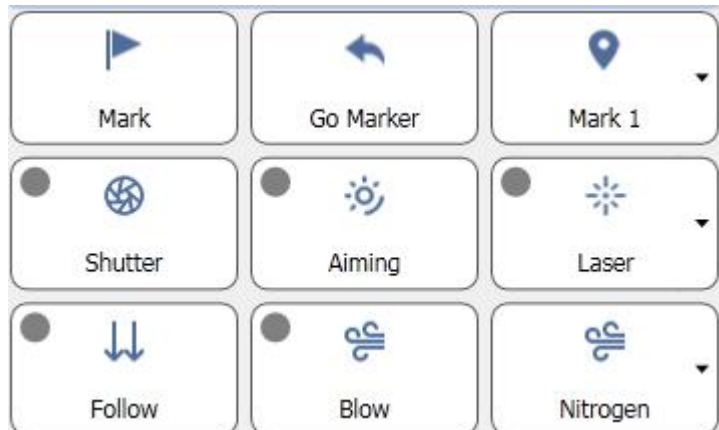 Mark
Go Marker
Mark 1
Shutter
Aiming
Laser
Follow
Blow
Nitrogen